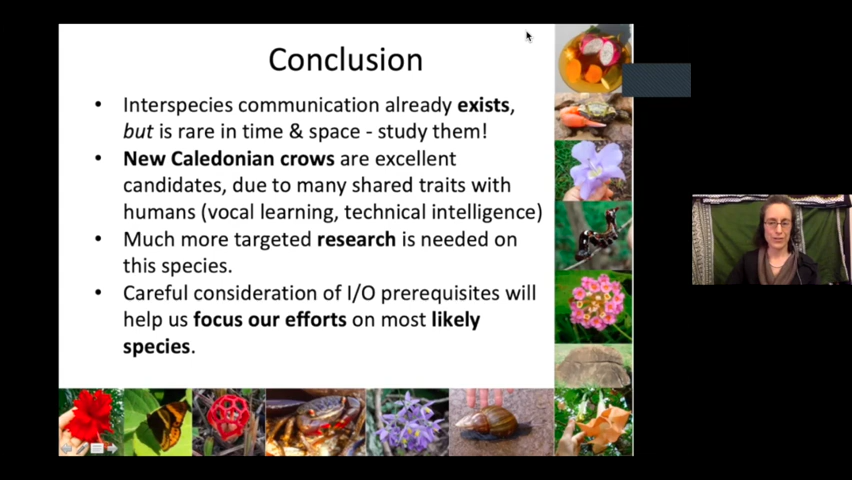 Conclusion
• Interspecies communication already exists,
but is rare in time & space - study them!
• New Caledonian crows are excellent
candidates, due to many shared traits with
humans (vocal learning, technical intelligence)
• Much more targeted research is needed on
this species.
• Careful consideration of I/O prerequisites will
help us focus our efforts on most likely
species.